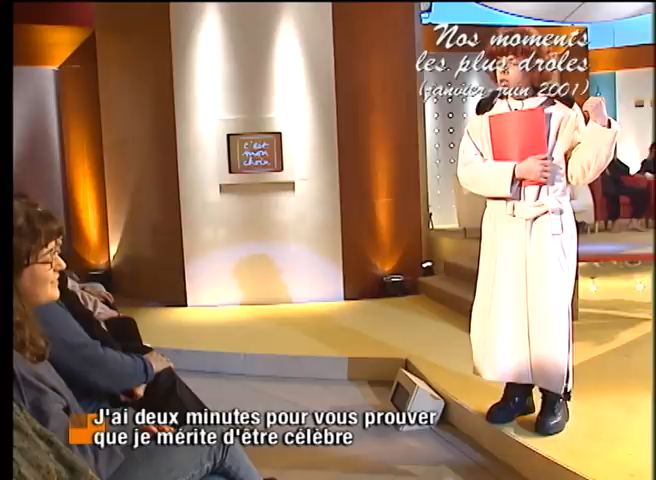 Nos moments
les plus drôles
(janvier-juin 2001)
c'est
mon
choix
J'ai deux minutes pour vous prouver
que je mérite d'être célèbre